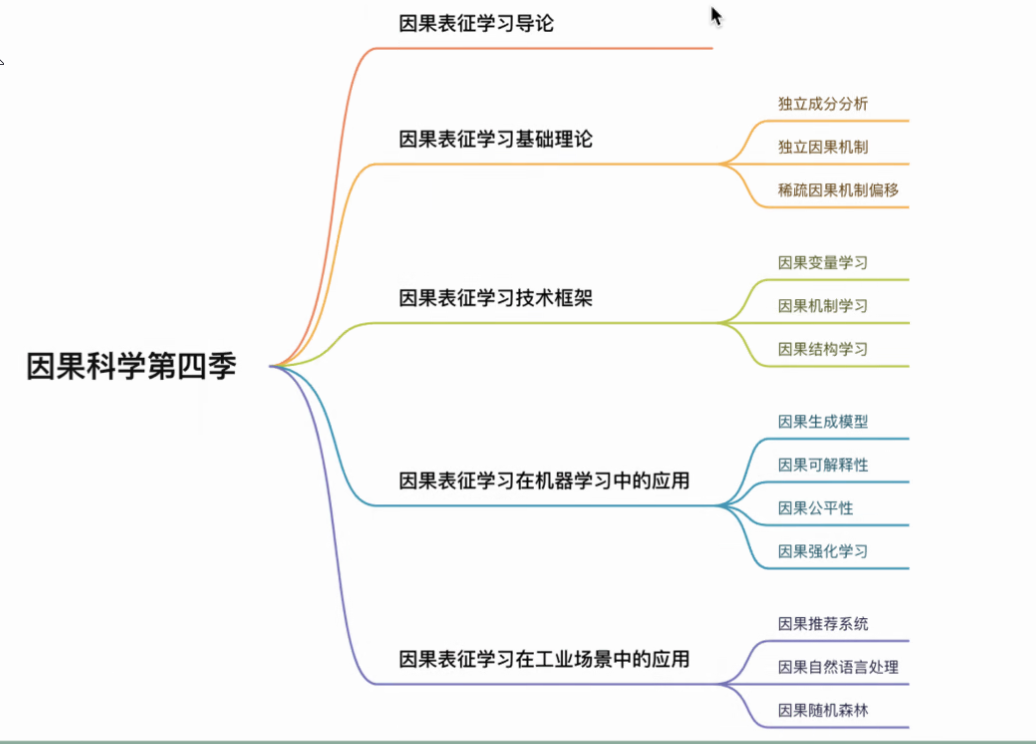 因果表征学习导论
独立成分分析
因果表征学习基础理论
独立因果机制
稀疏因果机制偏移
因果变量学习
因果表征学习技术框架
因果机制学习
因果结构学习
因果科学第四季
因果生成模型
因果可解释性
因果表征学习在机器学习中的应用
因果公平性
因果强化学习
因果推荐系统
因果表征学习在工业场景中的应用
因果自然语言处理
因果随机森林